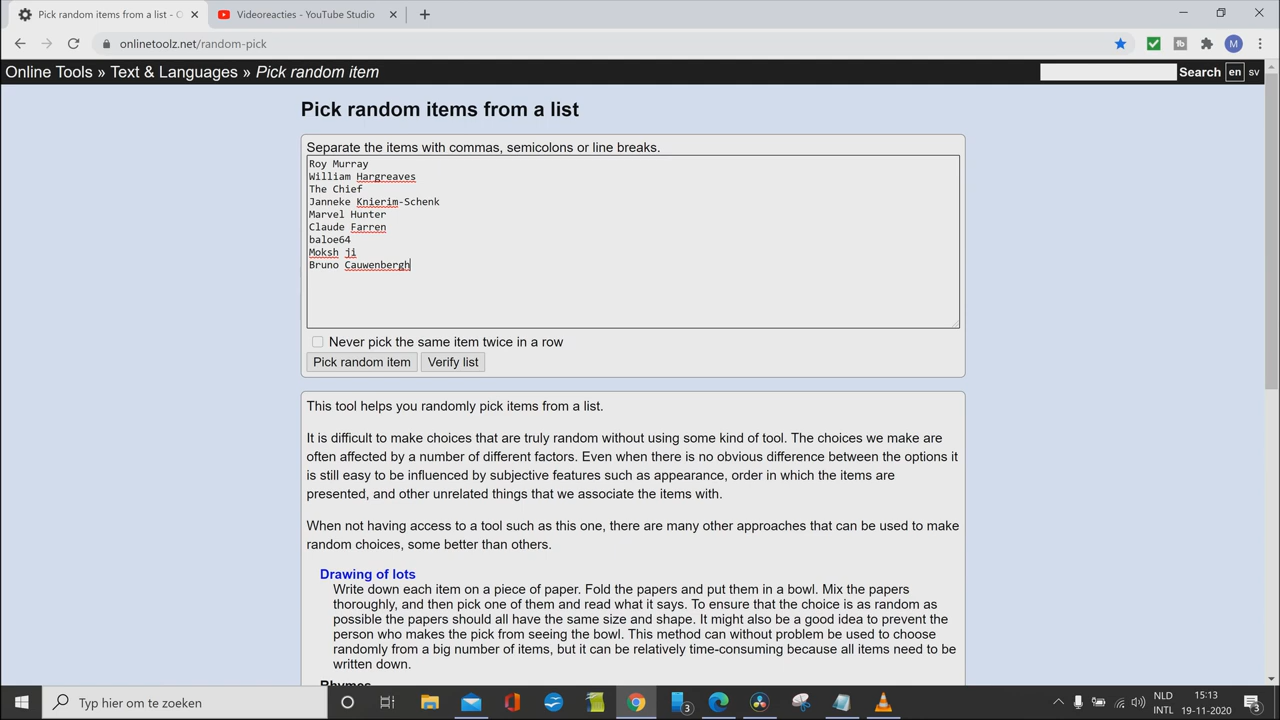 Pick random items from a list - O
Videoreacties - YouTube Studio
onlinetoolz.net/random-pick
M
Online Tools » Text & Languages » Pick random item
Search en sv
Pick random items from a list
Separate the items with commas, semicolons or line breaks.
Roy Murray
William Hargreaves
The Chief
Janneke Knierim-Schenk
Marvel Hunter
Claude Farren
baloe64
Moksh ji
Bruno Cauwenbergh
Never pick the same item twice in a row
Pick random item Verify list
This tool helps you randomly pick items from a list.
It is difficult to make choices that are truly random without using some kind of tool. The choices we make are
often affected by a number of different factors. Even when there is no obvious difference between the options it
is still easy to be influenced by subjective features such as appearance, order in which the items are
presented, and other unrelated things that we associate the items with.
When not having access to a tool such as this one, there are many other approaches that can be used to make
random choices, some better than others.
Drawing of lots
Write down each item on a piece of paper. Fold the papers and put them in a bowl. Mix the papers
thoroughly, and then pick one of them and read what it says. To ensure that the choice is as random as
possible the papers should all have the same size and shape. It might also be a good idea to prevent the
person who makes the pick from seeing the bowl. This method can without problem be used to choose
randomly from a big number of items, but it can be relatively time-consuming because all items need to be
written down.
Rhymes
Typ hier om te zoeken
3
NLD
INTL
15:13
19-11-2020
3